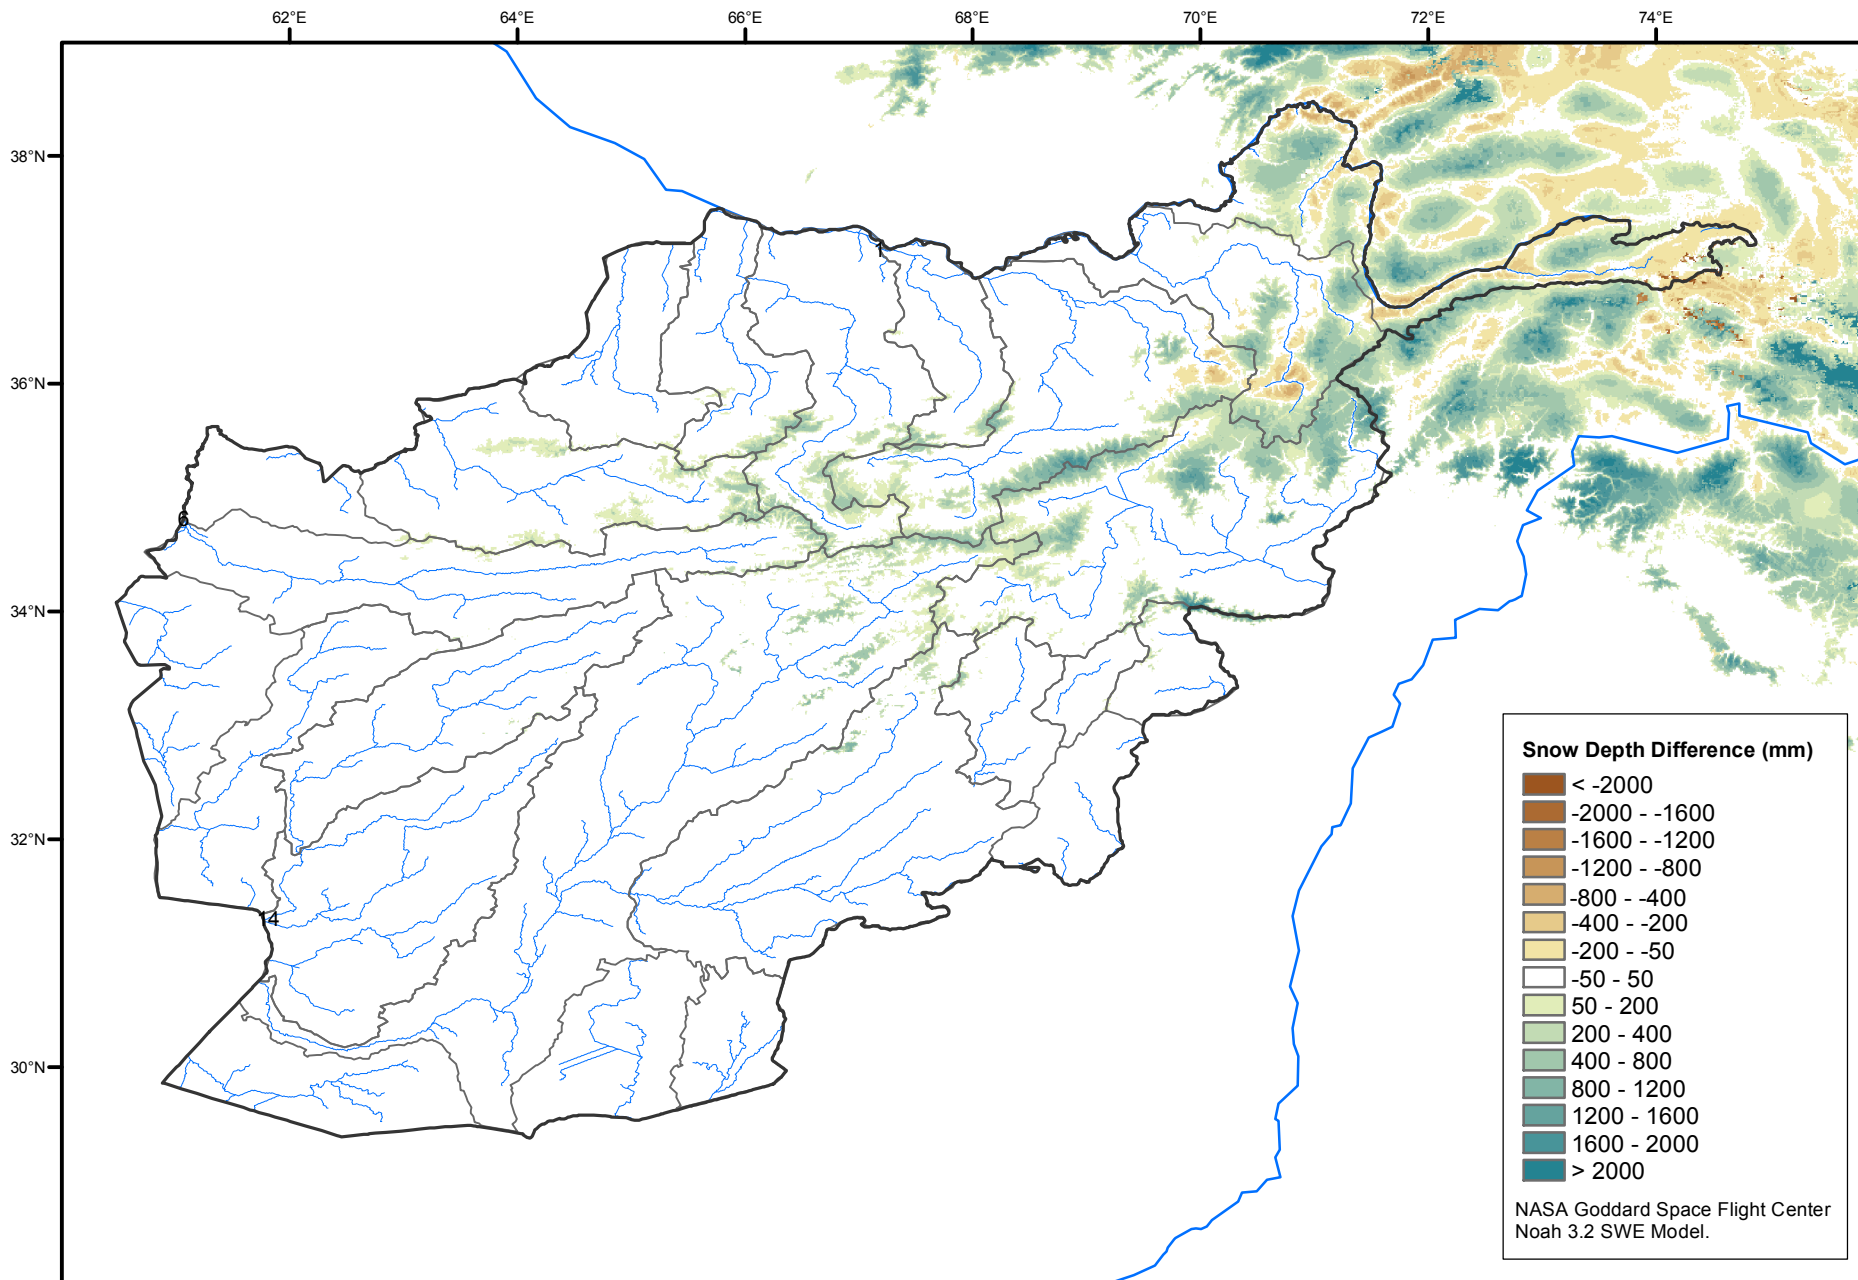 62°E
64°E
66°E
68°E
70°E
72°E
74°E
38°N
36°N
34°N
32°N
30°N
1
6
14
Snow Depth Difference (mm)
< -2000
-2000 - -1600
-1600 - -1200
-1200 - -800
-800 - -400
-400 - -200
-200 - -50
-50 - 50
50 - 200
200 - 400
400 - 800
800 - 1200
1200 - 1600
1600 - 2000
> 2000
NASA Goddard Space Flight Center
Noah 3.2 SWE Model.